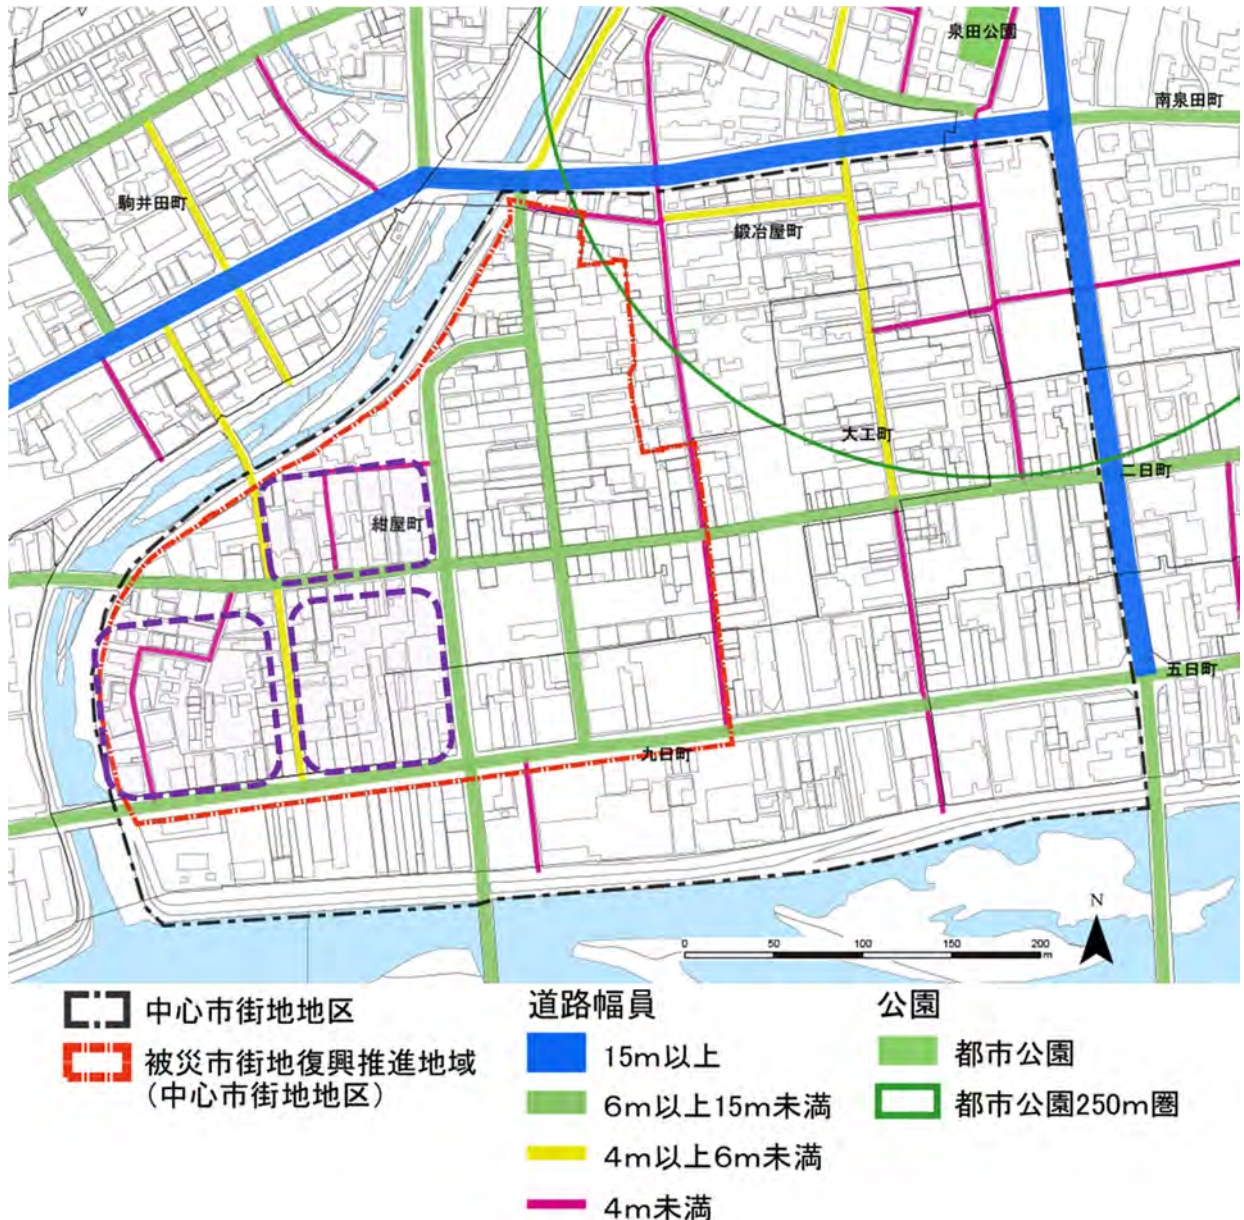 泉田公園
南泉田町
駒井田町
鍛冶屋町
大工町
二日町
紺屋町
五日町
九日町
N
0 50 100 150 200
m
中心市街地地区
被災市街地復興推進地域
(中心市街地地区)
道路幅員
15m以上
6m以上15m未満
4m以上6m未満
4m未満
公園
都市公園
都市公園250m圏